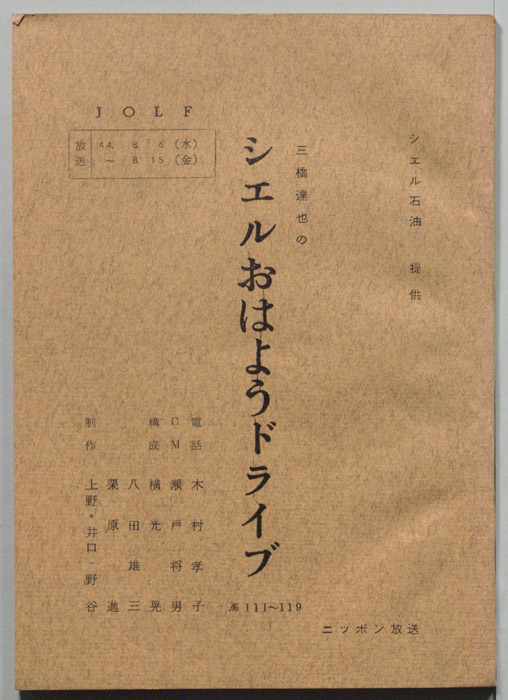 JOLF
放送 44. 8. 6 (水)
～ 8. 15 (金)
シエル石油 提供
三橋達也の
シエルおはようドライブ
№111～119
電話 木村孝子
CM 瀬戸将男
構成 横光晃
八田雄三
栗原進
制作 上野・井口 野谷
ニッポン放送